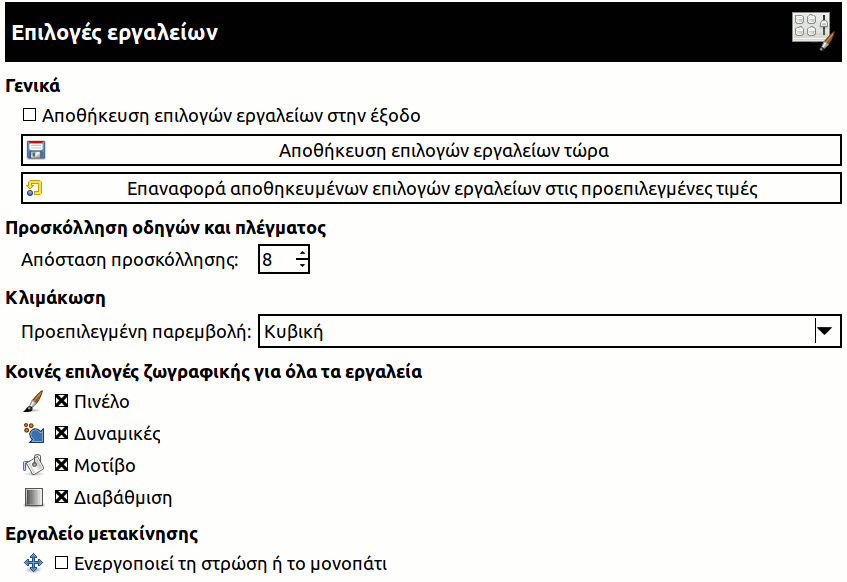 Επιλογές εργαλείων
Γενικά
Αποθήκευση επιλογών εργαλείων στην έξοδο
Αποθήκευση επιλογών εργαλείων τώρα
Επαναφορά αποθηκευμένων επιλογών εργαλείων στις προεπιλεγμένες τιμές
Προσκόλληση οδηγών και πλέγματος
Απόσταση προσκόλλησης: 8
Κλιμάκωση
Προεπιλεγμένη παρεμβολή: Κυβική
Κοινές επιλογές ζωγραφικής για όλα τα εργαλεία
Πινέλο
Δυναμικές
Μοτίβο
Διαβάθμιση
Εργαλείο μετακίνησης
Ενεργοποιεί τη στρώση ή το μονοπάτι